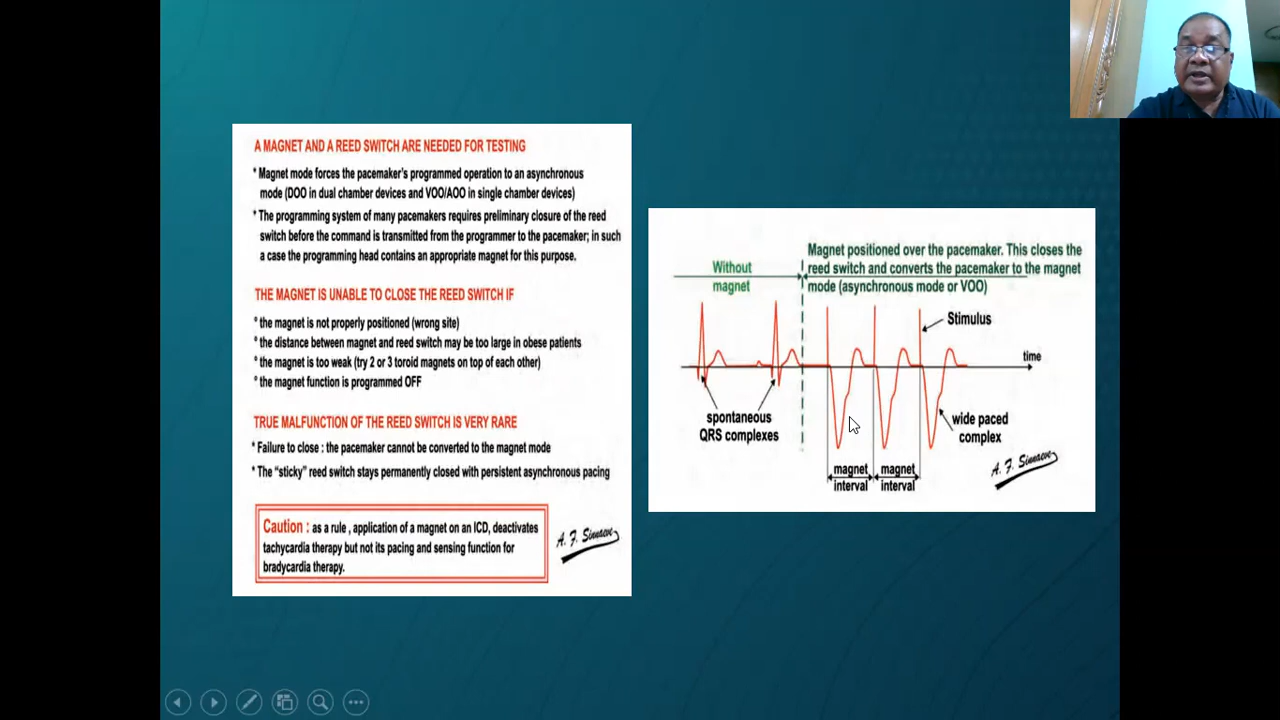 A MAGNET AND A REED SWITCH ARE NEEDED FOR TESTING
* Magnet mode forces the pacemaker's programmed operation to an asynchronous
mode (DOO in dual chamber devices and VOO/AOO in single chamber devices)
* The programming system of many pacemakers requires preliminary closure of the reed
switch before the command is transmitted from the programmer to the pacemaker; in such
a case the programming head contains an appropriate magnet for this purpose.
THE MAGNET IS UNABLE TO CLOSE THE REED SWITCH IF
* the magnet is not properly positioned (wrong site)
* the distance between magnet and reed switch may be too large in obese patients
* the magnet is too weak (try 2 or 3 toroid magnets on top of each other)
* the magnet function is programmed OFF
TRUE MALFUNCTION OF THE REED SWITCH IS VERY RARE
* Failure to close : the pacemaker cannot be converted to the magnet mode
* The "sticky" reed switch stays permanently closed with persistent asynchronous pacing
Caution : as a rule , application of a magnet on an ICD, deactivates
tachycardia therapy but not its pacing and sensing function for
bradycardia therapy.
A. F. Sinnaeve
Without
magnet
Magnet positioned over the pacemaker. This closes the
reed switch and converts the pacemaker to the magnet
mode (asynchronous mode or VOO)
Stimulus
time
spontaneous
QRS complexes
wide paced
complex
magnet
interval
magnet
interval
A. F. Sinnaeve